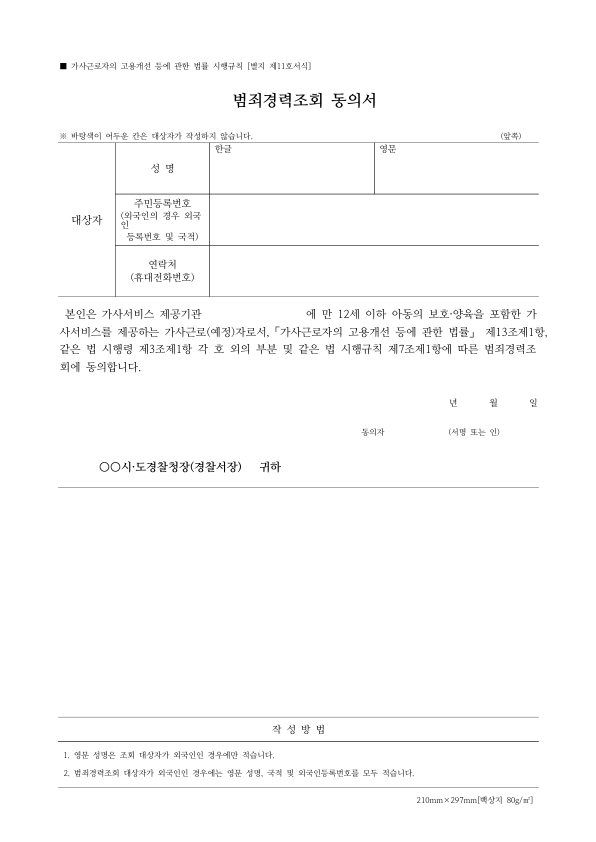 ■ 가사근로자의 고용개선 등에 관한 법률 시행규칙 [별지 제11호서식]
범죄경력조회 동의서
※ 바탕색이 어두운 칸은 대상자가 작성하지 않습니다. (앞쪽)
대상자
성 명
한글
영문
주민등록번호
(외국인의 경우 외국
인
등록번호 및 국적)
연락처
(휴대전화번호)
본인은 가사서비스 제공기관 에 만 12세 이하 아동의 보호·양육을 포함한 가
사서비스를 제공하는 가사근로(예정)자로서,「가사근로자의 고용개선 등에 관한 법률」 제13조제1항,
같은 법 시행령 제3조제1항 각 호 외의 부분 및 같은 법 시행규칙 제7조제1항에 따른 범죄경력조
회에 동의합니다.
년 월 일
동의자 (서명 또는 인)
○○시·도경찰청장(경찰서장) 귀하
작 성 방 법
1. 영문 성명은 조회 대상자가 외국인인 경우에만 적습니다.
2. 범죄경력조회 대상자가 외국인인 경우에는 영문 성명, 국적 및 외국인등록번호를 모두 적습니다.
210mm×297mm[백상지 80g/㎡]